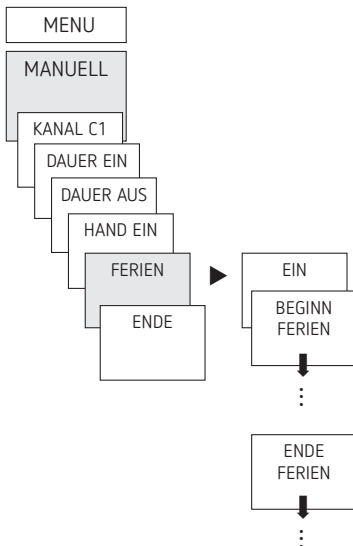 MENU
MANUELL
KANAL C1
DAUER EIN
DAUER AUS
HAND EIN
FERIEN
ENDE
EIN
BEGINN
FERIEN
ENDE
FERIEN